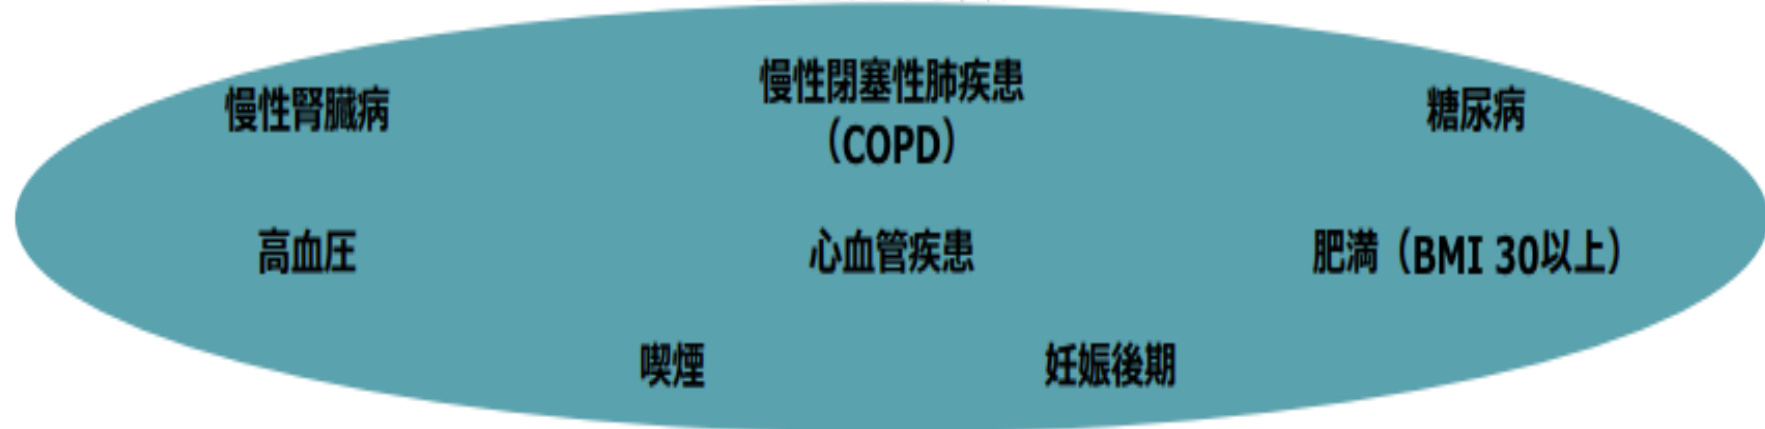 慢性腎臓病
慢性閉塞性肺疾患
（COPD）
糖尿病
高血圧
心血管疾患
肥満（BMI 30以上）
喫煙
妊娠後期